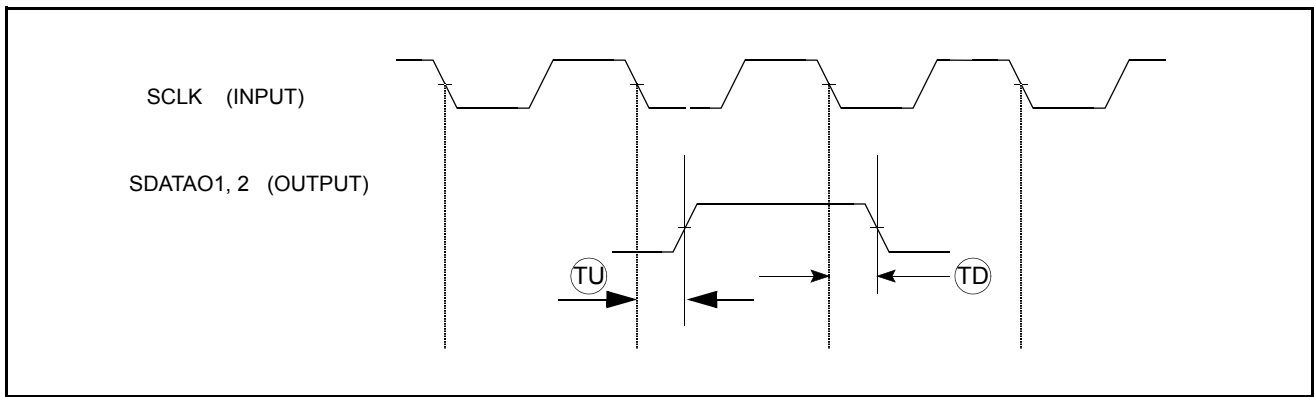 SCLK (INPUT)
SDATAO1, 2 (OUTPUT)
TU
TD